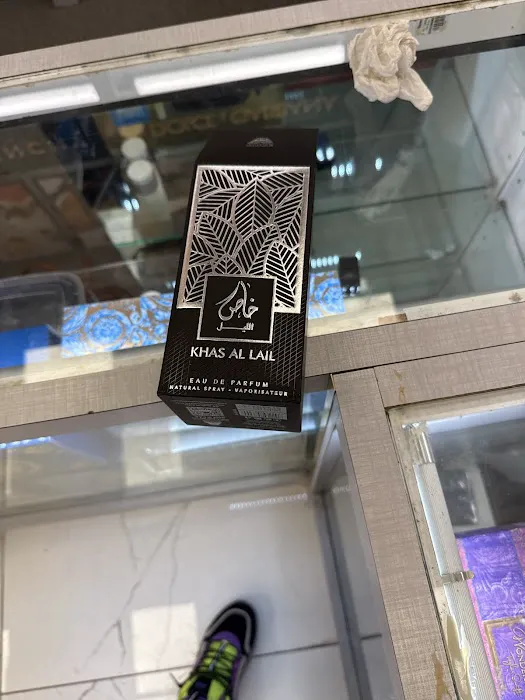 خاص
الليل
KHAS AL LAIL
EAU DE PARFUM
NATURAL SPRAY - VAPORISATEUR